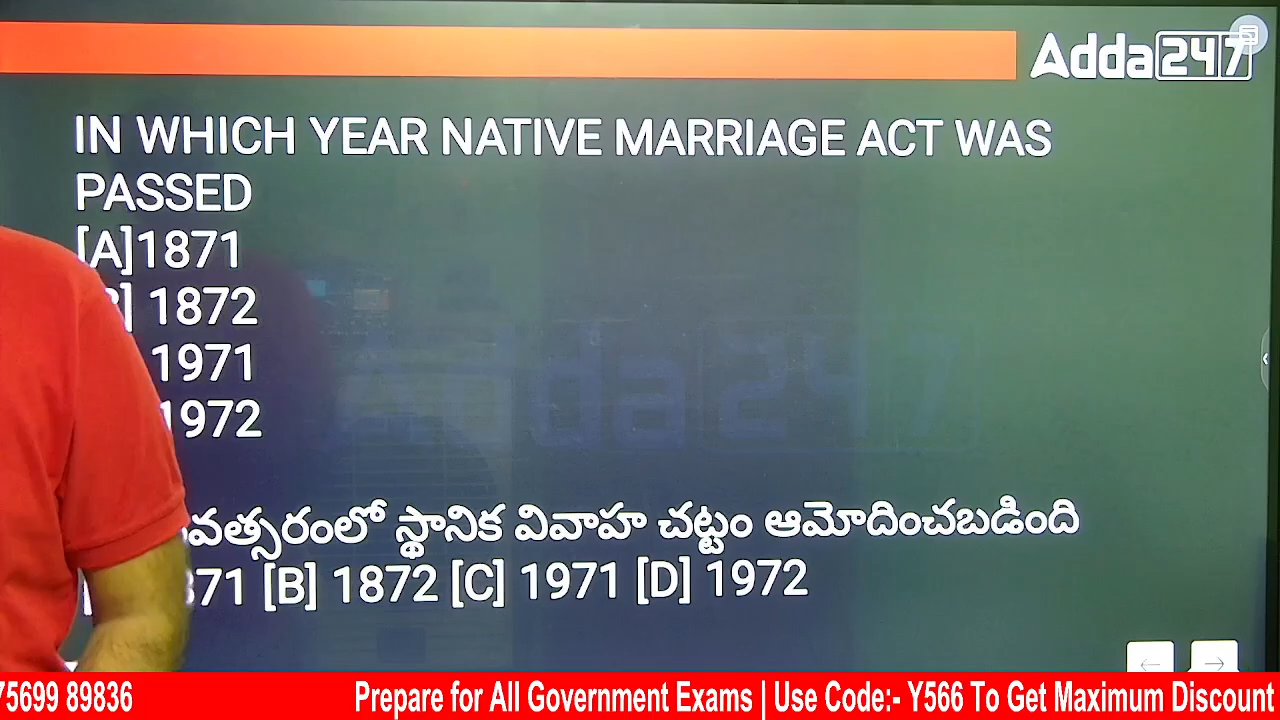 Adda247
IN WHICH YEAR NATIVE MARRIAGE ACT WAS
PASSED
[A]1871
] 1872
1971
1972
వత్సరంలో స్థానిక వివాహ చట్టం ఆమోదించబడింది
71 [B] 1872 [C] 1971 [D] 1972
75699 89836 Prepare for All Government Exams | Use Code:- Y566 To Get Maximum Discount